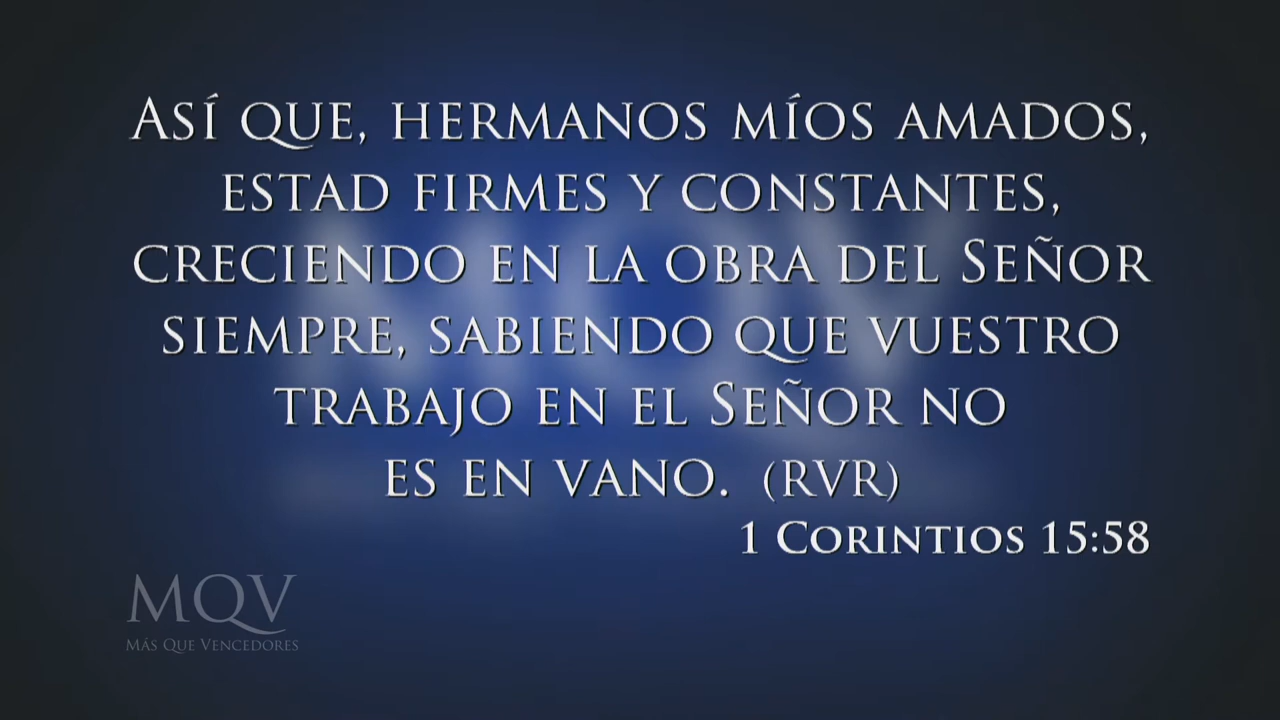 Así que, hermanos míos amados,
estad firmes y constantes,
creciendo en la obra del Señor
siempre, sabiendo que vuestro
trabajo en el Señor no
es en vano. (RVR)
1 Corintios 15:58
MQV
Más Que Vencedores